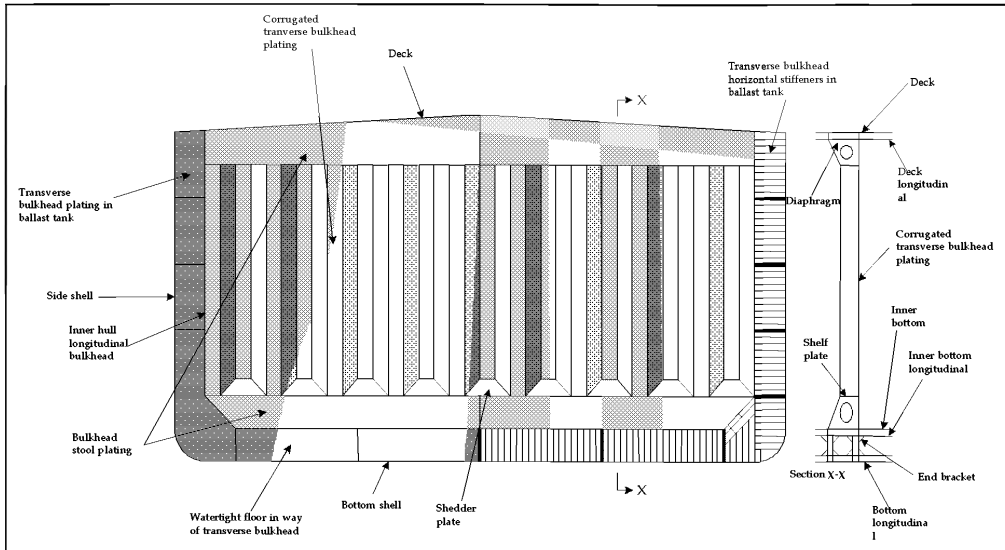 Corrugated
tranverse bulkhead
plating
Deck
X
Transverse bulkhead
horizontal stiffeners in
ballast tank
Deck
Transverse
bulkhead plating in
ballast tank
Diaphragm
Deck
longitudin
al
Corrugated
transverse bulkhead
plating
Side shell
Inner hull
longitudinal
bulkhead
Inner
bottom
Shelf
plate
Inner bottom
longitudinal
Bulkhead
stool plating
Watertight floor in way
of transverse bulkhead
Bottom shell
Shedder
plate
X
Section X-X
End bracket
Bottom
longitudina
l